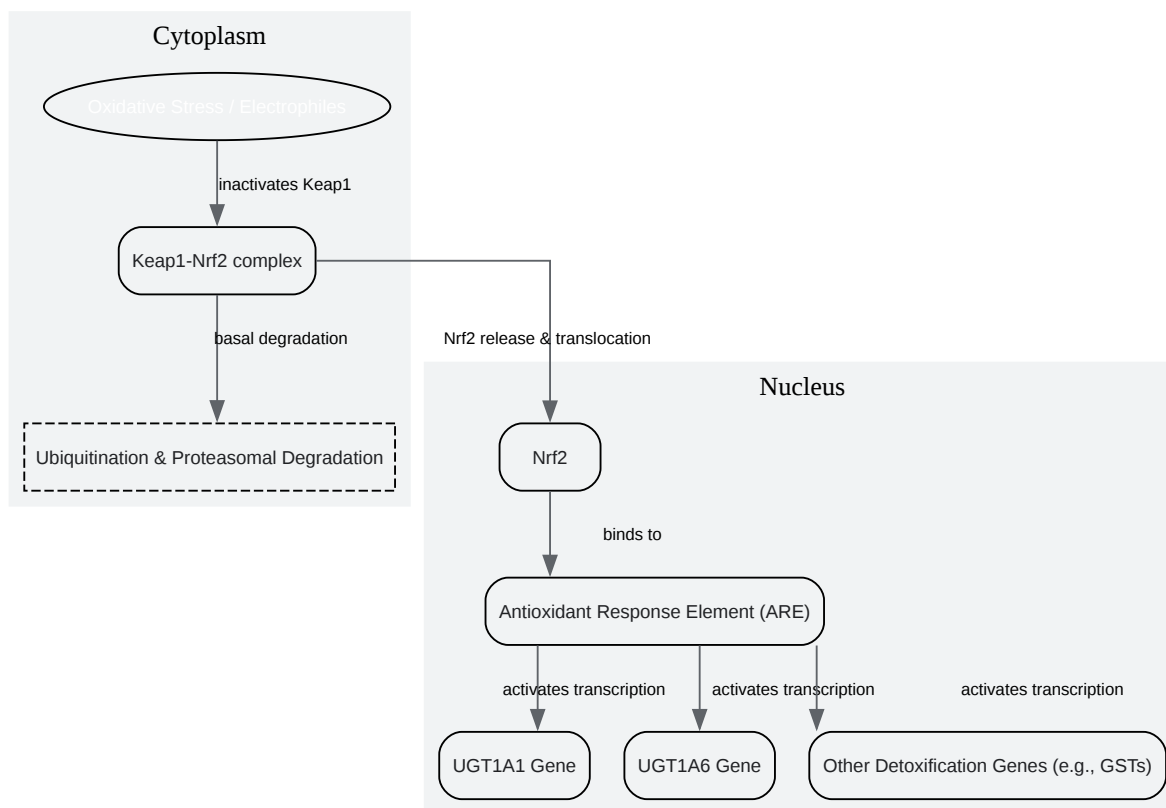 Cytoplasm
Oxidative Stress / Electrophiles
inactivates Keap1
Keap1-Nrf2 complex
basal degradation
Nrf2 release & translocation
Nucleus
Ubiquitination & Proteasomal Degradation
Nrf2
binds to
Antioxidant Response Element (ARE)
activates transcription
activates transcription
activates transcription
UGT1A1 Gene
UGT1A6 Gene
Other Detoxification Genes (e.g., GSTs)